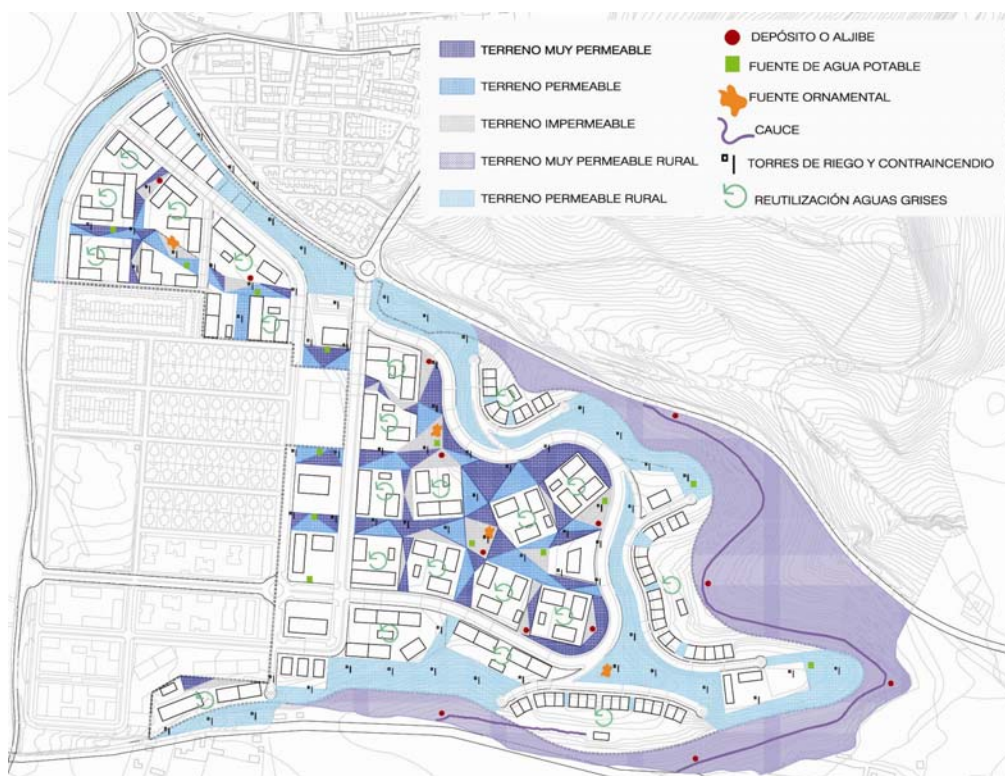 TERRENO MUY PERMEABLE
TERRENO PERMEABLE
TERRENO IMPERMEABLE
TERRENO MUY PERMEABLE RURAL
TERRENO PERMEABLE RURAL
DEPÓSITO O ALJIBE
FUENTE DE AGUA POTABLE
FUENTE ORNAMENTAL
CAUCE
TORRES DE RIEGO Y CONTRAINCENDIO
REUTILIZACIÓN AGUAS GRISES